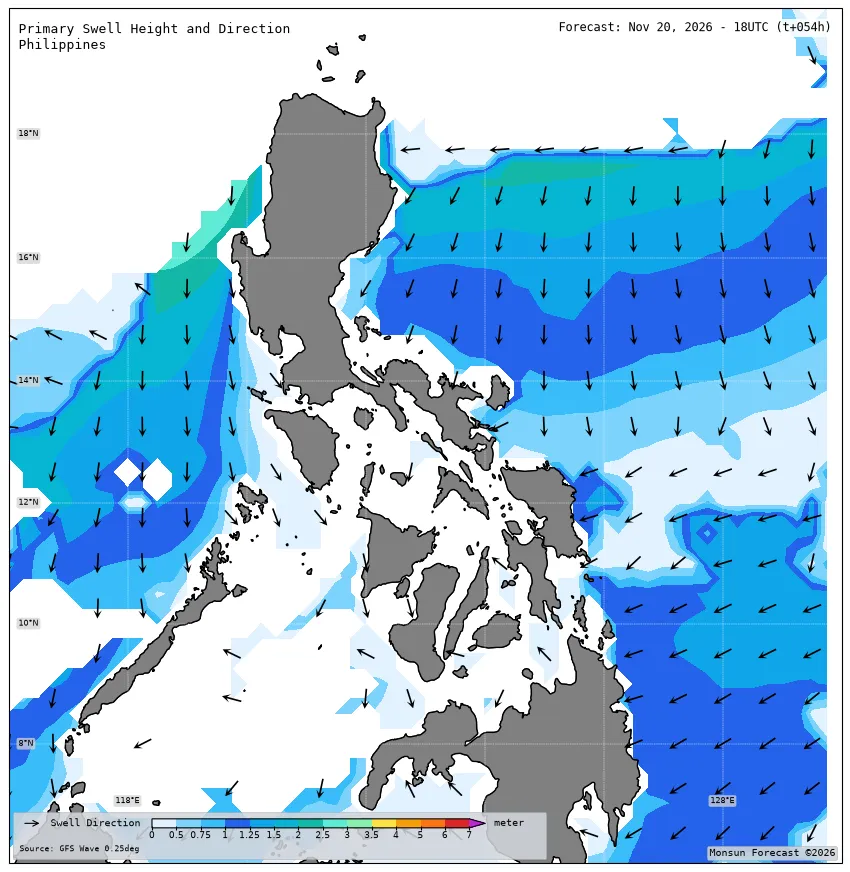 Primary Swell Height and Direction
Philippines
Forecast: Nov 20, 2026 - 18UTC (t+054h)
18°N
16°N
14°N
12°N
10°N
8°N
118°E
128°E
Swell Direction
meter
0 0.5 0.75 1 1.25 1.5 2 2.5 3 3.5 4 5 6 7
Source: GFS Wave 0.25deg
Monsun Forecast ©2026